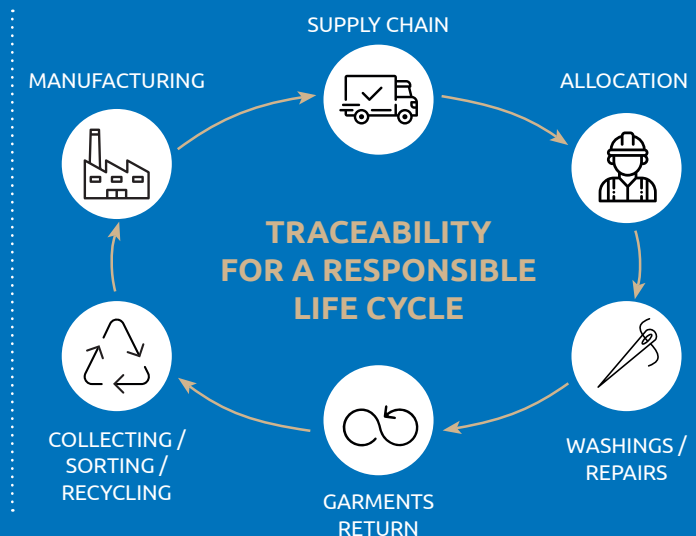 SUPPLY CHAIN
MANUFACTURING
ALLOCATION
TRACEABILITY
FOR A RESPONSIBLE
LIFE CYCLE
COLLECTING /
SORTING /
RECYCLING
GARMENTS
RETURN
WASHINGS /
REPAIRS